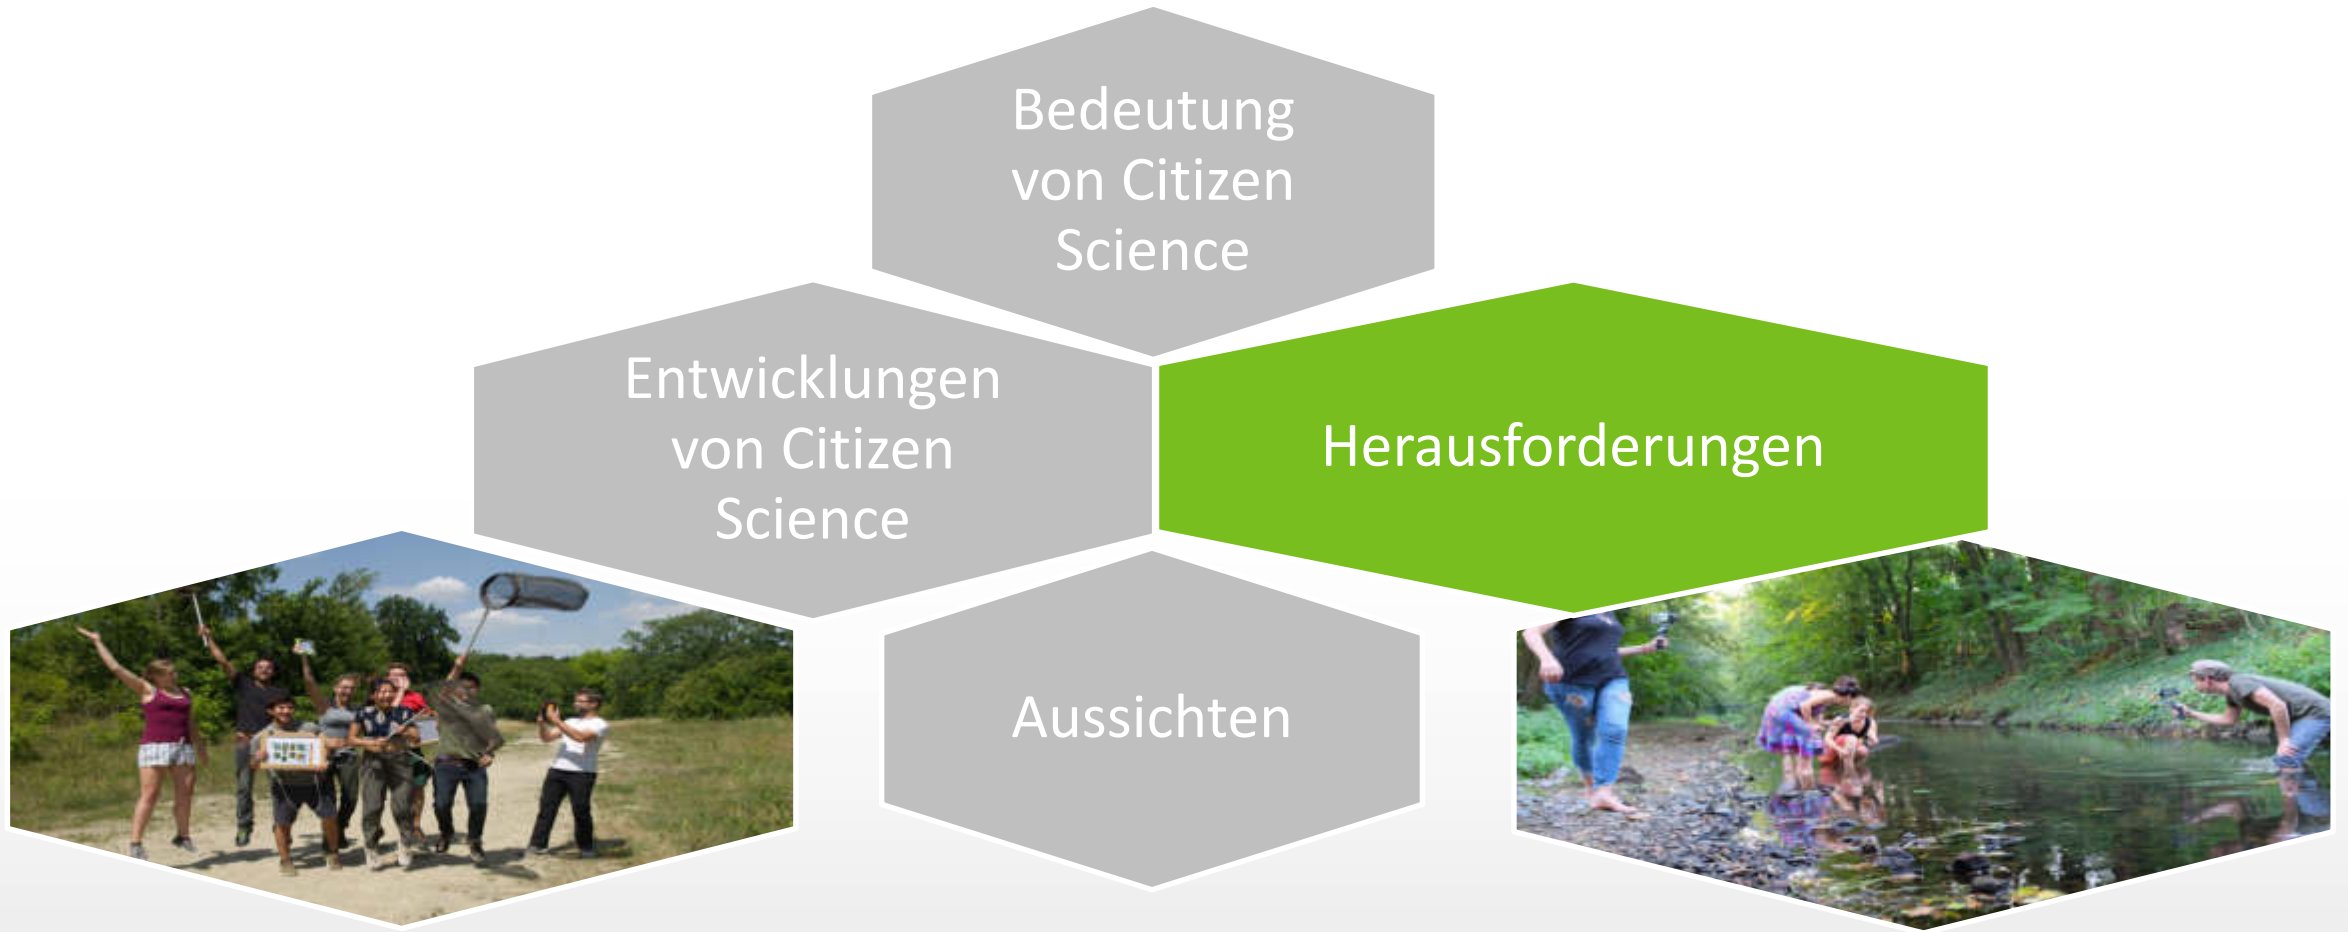 Bedeutung
von Citizen
Science
Entwicklungen
von Citizen
Science
Herausforderungen
Aussichten